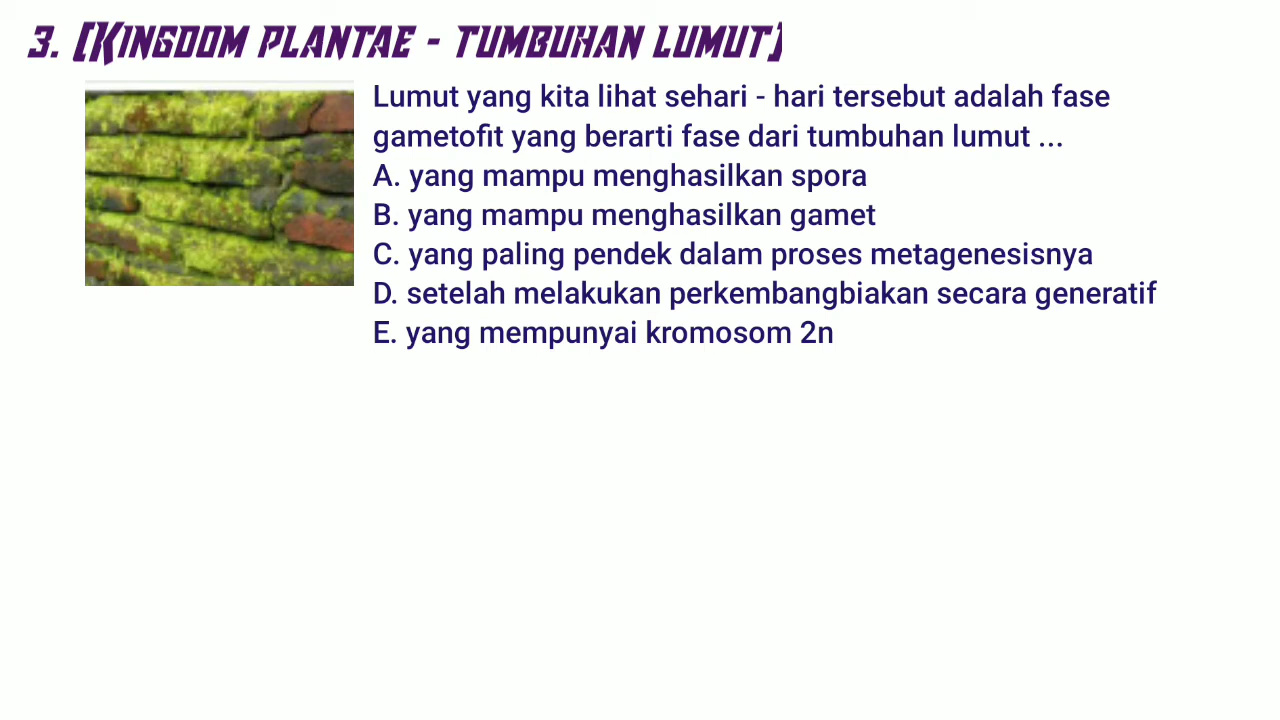 3. [Kingdom plantae - tumbuhan lumut]
Lumut yang kita lihat sehari - hari tersebut adalah fase
gametofit yang berarti fase dari tumbuhan lumut ...
A. yang mampu menghasilkan spora
B. yang mampu menghasilkan gamet
C. yang paling pendek dalam proses metagenesisnya
D. setelah melakukan perkembangbiakan secara generatif
E. yang mempunyai kromosom 2n